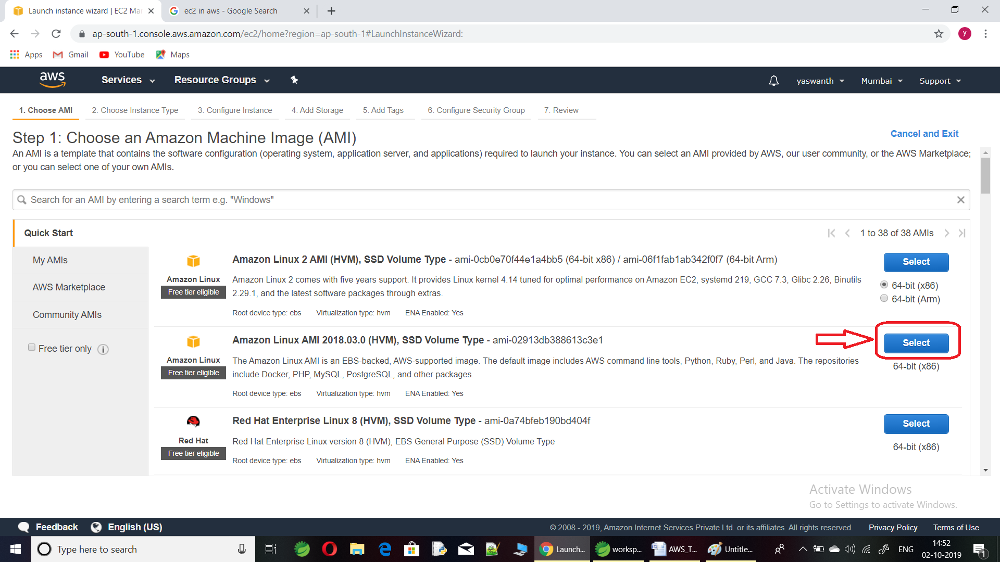 Launch instance wizard | EC2 Mar
ec2 in aws - Google Search
ap-south-1.console.aws.amazon.com/ec2/home?region=ap-south-1#LaunchInstanceWizard:
y
Apps
Gmail
YouTube
Maps
aws
Services
Resource Groups
yaswanth
Mumbai
Support
1. Choose AMI
2. Choose Instance Type
3. Configure Instance
4. Add Storage
5. Add Tags
6. Configure Security Group
7. Review
Step 1: Choose an Amazon Machine Image (AMI)
Cancel and Exit
An AMI is a template that contains the software configuration (operating system, application server, and applications) required to launch your instance. You can select an AMI provided by AWS, our user community, or the AWS Marketplace;
or you can select one of your own AMIs.
Search for an AMI by entering a search term e.g. "Windows"
Quick Start
1 to 38 of 38 AMIs
My AMIs
AWS Marketplace
Community AMIs
Free tier only
Amazon Linux
Free tier eligible
Amazon Linux 2 AMI (HVM), SSD Volume Type - ami-0cb0e70f44e1a4bb5 (64-bit x86) / ami-06f1fab1ab342f0f7 (64-bit Arm)
Amazon Linux 2 comes with five years support. It provides Linux kernel 4.14 tuned for optimal performance on Amazon EC2, systemd 219, GCC 7.3, Glibc 2.26, Binutils
2.29.1, and the latest software packages through extras.
Root device type: ebs Virtualization type: hvm ENA Enabled: Yes
Select
64-bit (x86)
64-bit (Arm)
Amazon Linux
Free tier eligible
Amazon Linux AMI 2018.03.0 (HVM), SSD Volume Type - ami-02913db388613c3e1
The Amazon Linux AMI is an EBS-backed, AWS-supported image. The default image includes AWS command line tools, Python, Ruby, Perl, and Java. The repositories
include Docker, PHP, MySQL, PostgreSQL, and other packages.
Root device type: ebs Virtualization type: hvm ENA Enabled: Yes
Select
64-bit (x86)
Red Hat
Free tier eligible
Red Hat Enterprise Linux 8 (HVM), SSD Volume Type - ami-0a74bfeb190bd404f
Red Hat Enterprise Linux version 8 (HVM), EBS General Purpose (SSD) Volume Type
Root device type: ebs Virtualization type: hvm ENA Enabled: Yes
Select
64-bit (x86)
Activate Windows
Go to Settings to activate Windows.
Feedback
English (US)
© 2008 - 2019, Amazon Internet Services Private Ltd. or its affiliates. All rights reserved.
Privacy Policy
Terms of Use
Type here to search
Launch...
worksp...
AWS_T...
Untitle...
ENG
14:52
02-10-2019
1